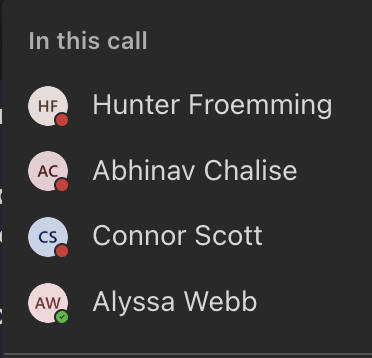 In this call
HF Hunter Froemming
AC Abhinav Chalise
CS Connor Scott
AW Alyssa Webb